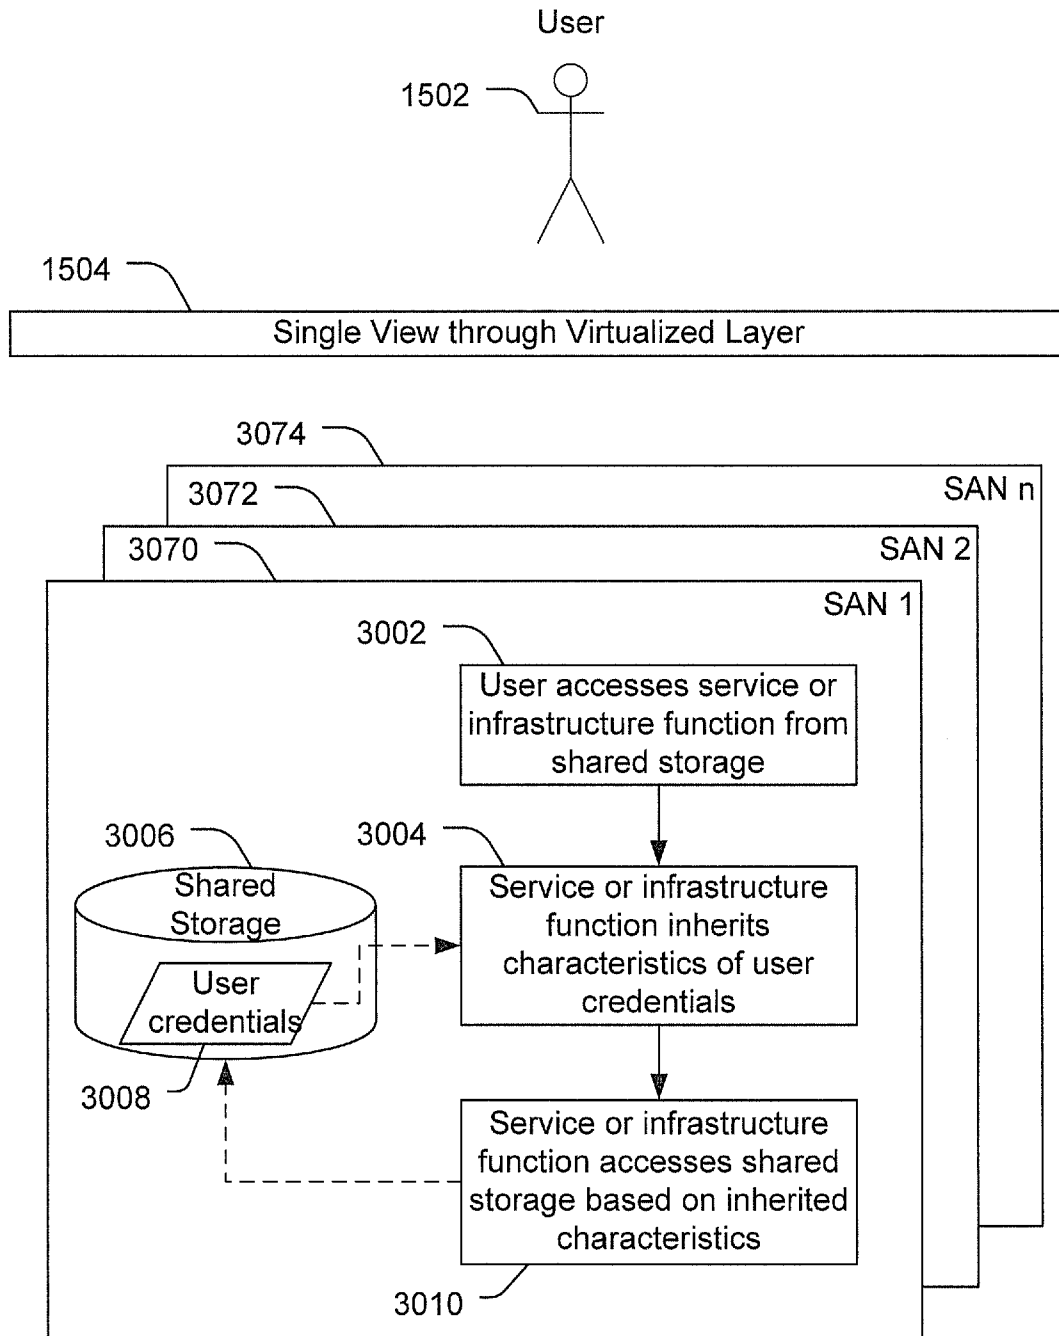 User
1502
1504
Single View through Virtualized Layer
3074
SAN n
3072
SAN 2
3070
SAN 1
3002
User accesses service or
infrastructure function from
shared storage
3006
Shared
Storage
User
credentials
3008
3004
Service or infrastructure
function inherits
characteristics of user
credentials
Service or infrastructure
function accesses shared
storage based on inherited
characteristics
3010